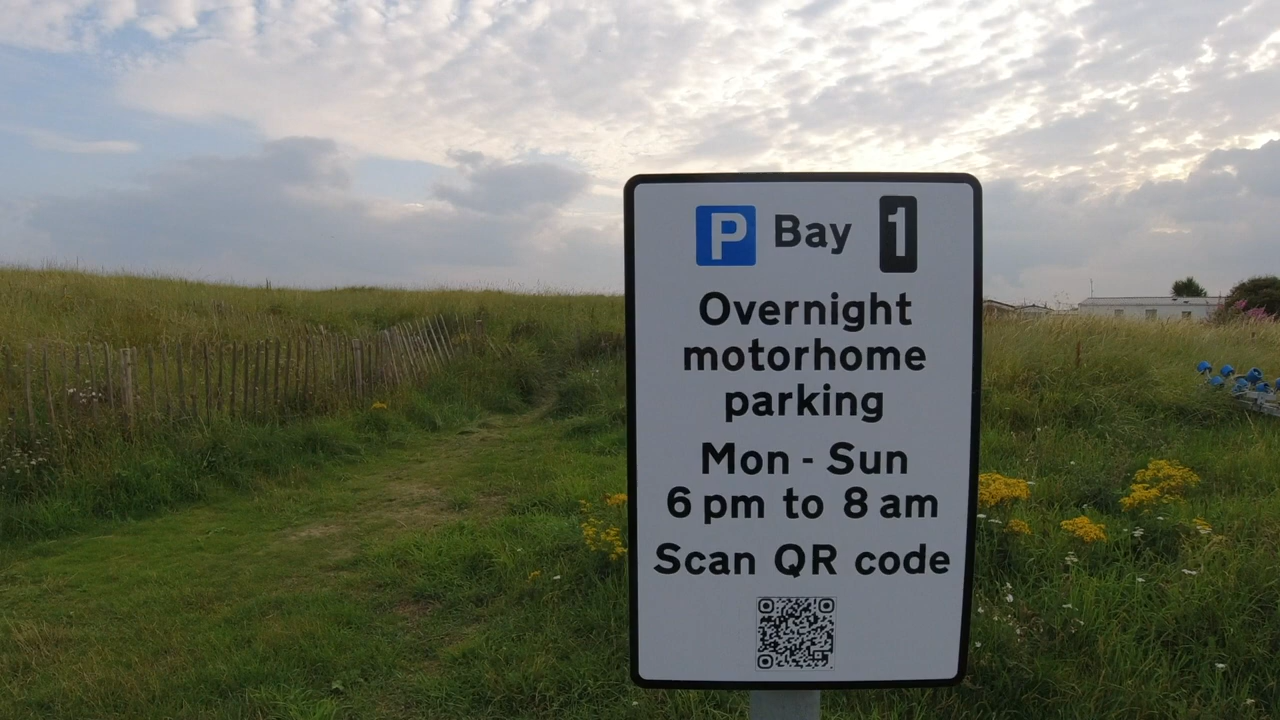 P Bay 1
Overnight
motorhome
parking
Mon - Sun
6 pm to 8 am
Scan QR code